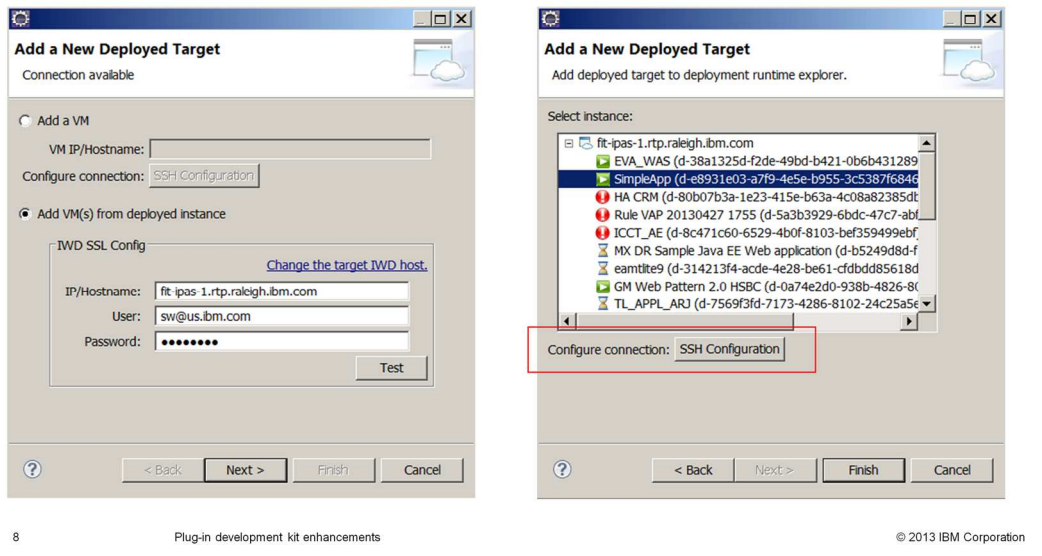 Add a New Deployed Target
Connection available
Add a VM
VM IP/Hostname:
Configure connection: SSH Configuration
Add VM(s) from deployed instance
IWD SSL Config
Change the target IWD host.
IP/Hostname: fit-ipas-1.rtp.raleigh.ibm.com
User: sw@us.ibm.com
Password: ●●●●●●●●
Test
< Back Next > Finish Cancel
Add a New Deployed Target
Add deployed target to deployment runtime explorer.
Select instance:
fit-ipas-1.rtp.raleigh.ibm.com
EVA_WAS (d-38a1325d-f2de-49bd-b421-0b6b431289
SimpleApp (d-e8931e03-a7f9-4e5e-b955-3c5387f6846
HA CRM (d-80b07b3a-1e23-415e-b63a-4c08a82385db
Rule VAP 20130427 1755 (d-5a3b3929-6bdc-47c7-abf
ICCT_AE (d-8c471c60-6529-4b0f-8103-bef359499ebf
MX DR Sample Java EE Web application (d-b5249d8d-f
eamtlite9 (d-314213f4-acde-4e28-be61-cfdbdd85618d
GM Web Pattern 2.0 HSBC (d-0a74e2d0-938b-4826-80
TL_APPL_ARJ (d-7569f3fd-7173-4286-8102-24c25a5e
Configure connection: SSH Configuration
< Back Next > Finish Cancel
8 Plug-in development kit enhancements © 2013 IBM Corporation